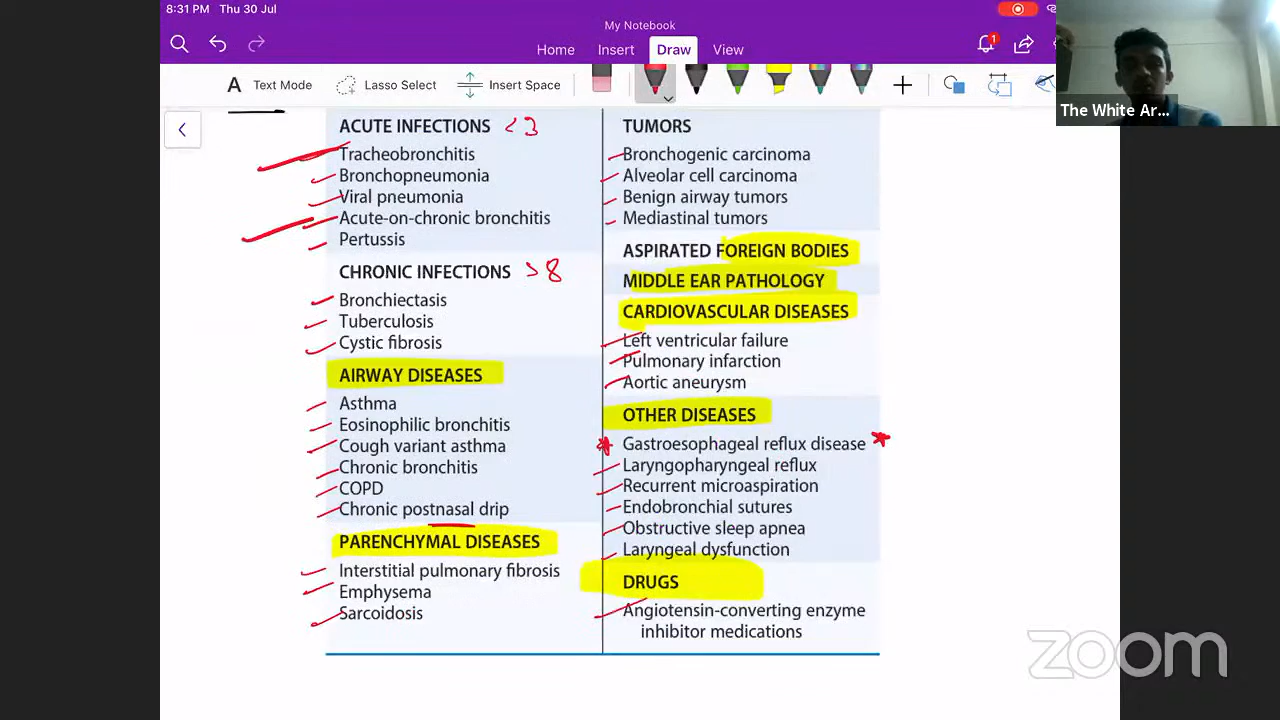 8:31 PM Thu 30 Jul
My Notebook
Home Insert Draw View
1
A Text Mode Lasso Select Insert Space
The White Ar...
ACUTE INFECTIONS <3
Tracheobronchitis
Bronchopneumonia
Viral pneumonia
Acute-on-chronic bronchitis
Pertussis
CHRONIC INFECTIONS >8
Bronchiectasis
Tuberculosis
Cystic fibrosis
AIRWAY DISEASES
Asthma
Eosinophilic bronchitis
Cough variant asthma
Chronic bronchitis
COPD
Chronic postnasal drip
PARENCHYMAL DISEASES
Interstitial pulmonary fibrosis
Emphysema
Sarcoidosis
TUMORS
Bronchogenic carcinoma
Alveolar cell carcinoma
Benign airway tumors
Mediastinal tumors
ASPIRATED FOREIGN BODIES
MIDDLE EAR PATHOLOGY
CARDIOVASCULAR DISEASES
Left ventricular failure
Pulmonary infarction
Aortic aneurysm
OTHER DISEASES
Gastroesophageal reflux disease
Laryngopharyngeal reflux
Recurrent microaspiration
Endobronchial sutures
Obstructive sleep apnea
Laryngeal dysfunction
DRUGS
Angiotensin-converting enzyme
inhibitor medications
zoom